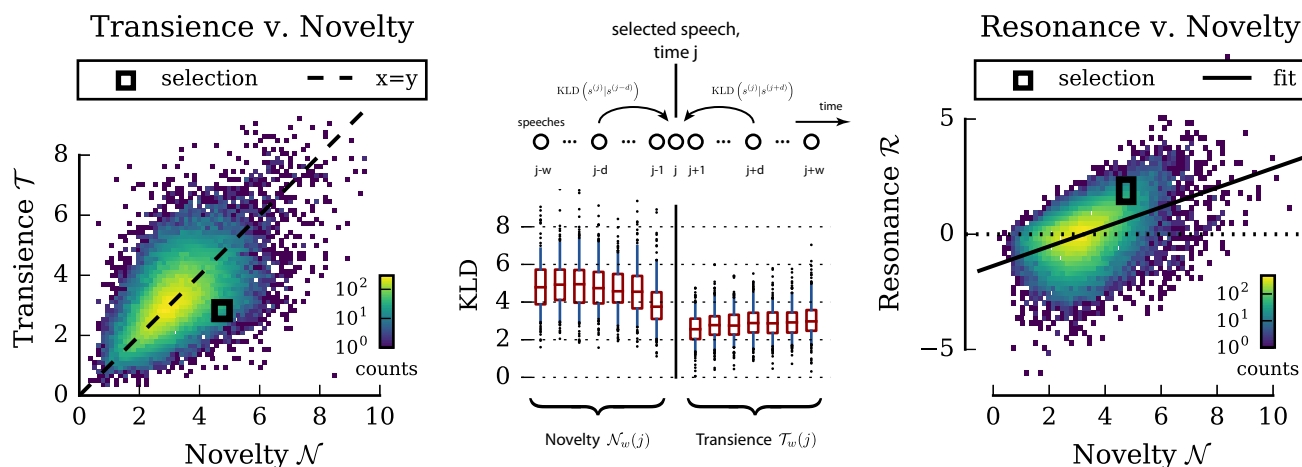 Transience v. Novelty
selection
x=y
Transience 𝒯
8
6
4
2
0
10²
10¹
10⁰
counts
0 2 4 6 8 10
Novelty 𝒩
selected speech,
time j
KLD (s⁽ʲ⁾|s⁽ʲ⁻ᵈ⁾)
KLD (s⁽ʲ⁾|s⁽ʲ⁺ᵈ⁾)
time
speeches
... ... ... ...
j-w j-d j-1 j j+1 j+d j+w
KLD
8
6
4
2
0
Novelty 𝒩w(j)
Transience 𝒯w(j)
Resonance v. Novelty
selection
fit
Resonance ℛ
5
0
−5
10²
10¹
10⁰
counts
0 2 4 6 8 10
Novelty 𝒩